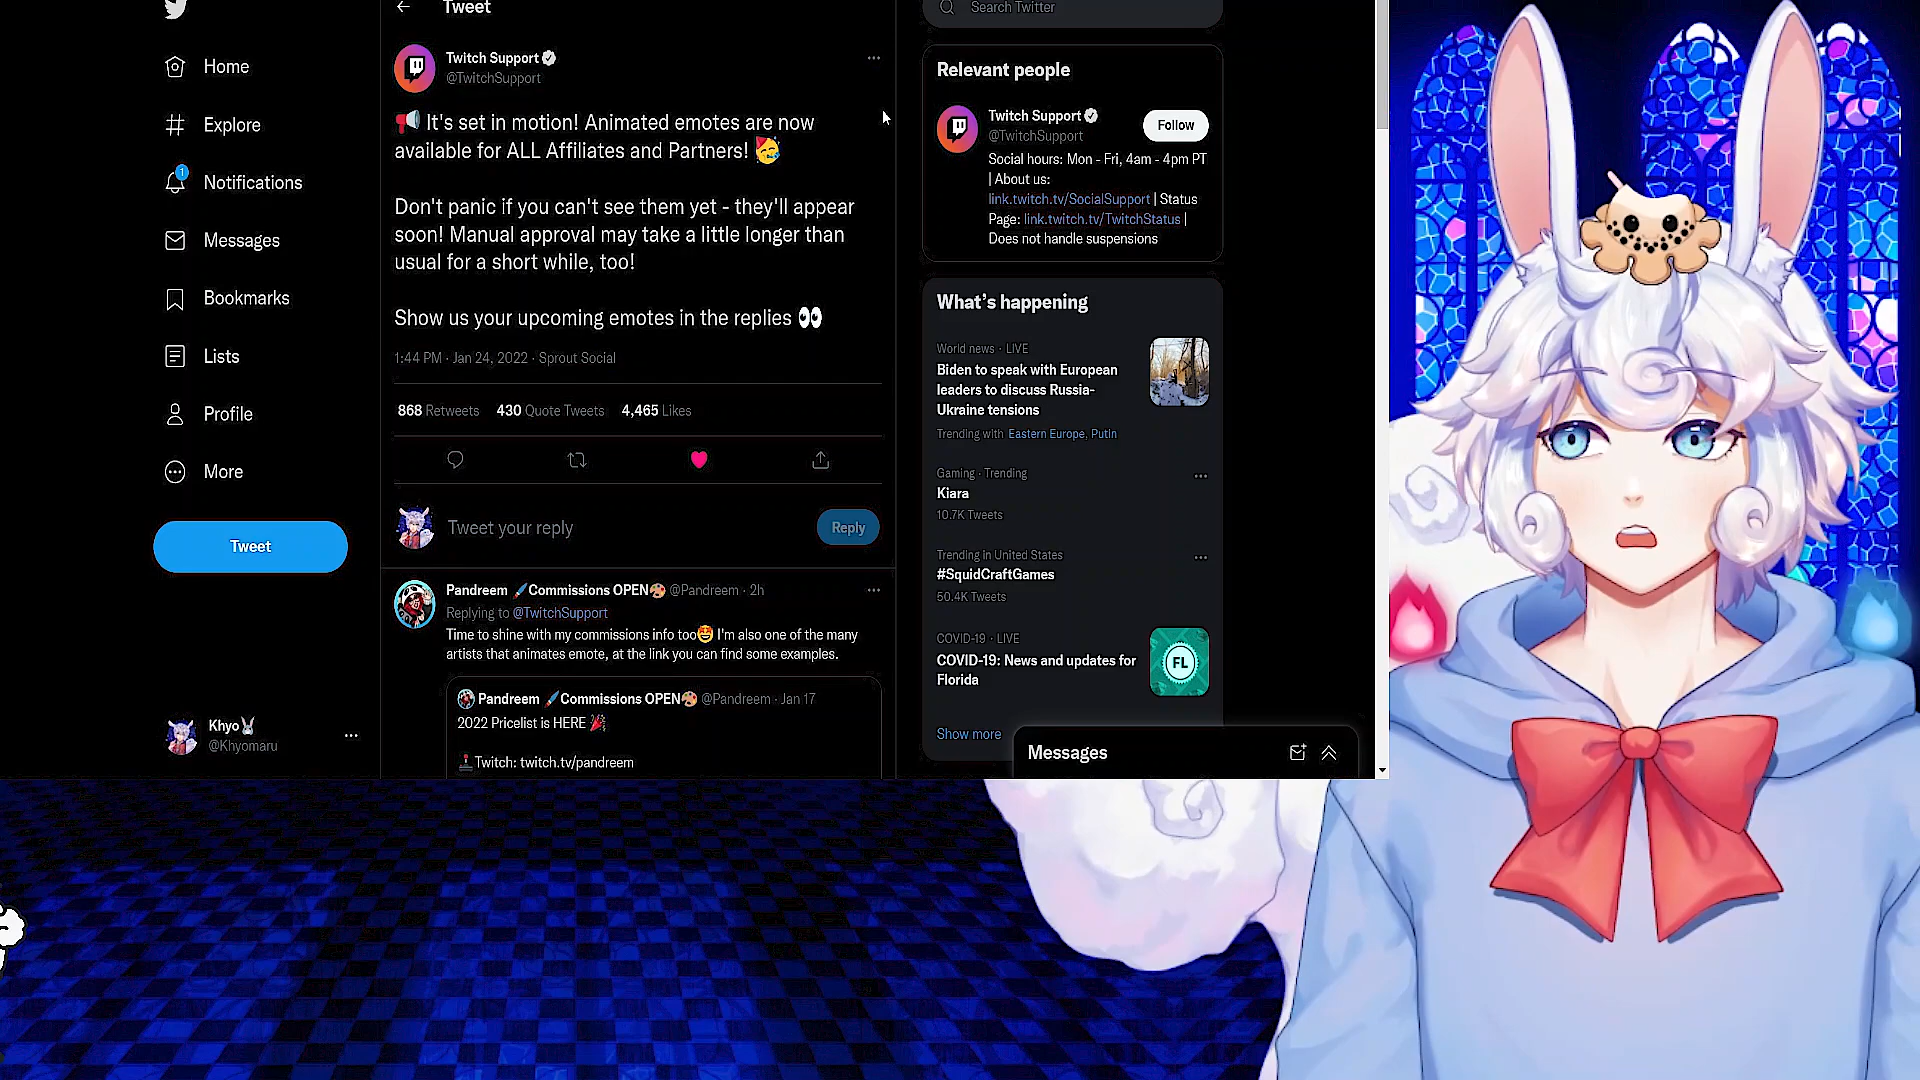 Tweet
Search Twitter
Home
Explore
1
Notifications
Messages
Bookmarks
Lists
Profile
More
Tweet
Khyo🐰
@Khyomaru
Twitch Support
@TwitchSupport
📢 It's set in motion! Animated emotes are now
available for ALL Affiliates and Partners! 🥳
Don't panic if you can't see them yet - they'll appear
soon! Manual approval may take a little longer than
usual for a short while, too!
Show us your upcoming emotes in the replies 👀
1:44 PM · Jan 24, 2022 · Sprout Social
868 Retweets 430 Quote Tweets 4,465 Likes
Tweet your reply
Reply
Pandreem 🖌️Commissions OPEN🎨 @Pandreem · 2h
Replying to @TwitchSupport
Time to shine with my commissions info too🤩 I'm also one of the many
artists that animates emote, at the link you can find some examples.
Pandreem 🖌️Commissions OPEN🎨 @Pandreem · Jan 17
2022 Pricelist is HERE 🎉
🕹️Twitch: twitch.tv/pandreem
Relevant people
Twitch Support
@TwitchSupport
Follow
Social hours: Mon - Fri, 4am - 4pm PT
| About us:
link.twitch.tv/SocialSupport | Status
Page: link.twitch.tv/TwitchStatus |
Does not handle suspensions
What's happening
World news · LIVE
Biden to speak with European
leaders to discuss Russia-
Ukraine tensions
Trending with Eastern Europe, Putin
Gaming · Trending
Kiara
10.7K Tweets
Trending in United States
#SquidCraftGames
50.4K Tweets
COVID-19 · LIVE
COVID-19: News and updates for
Florida
FL
Show more
Messages